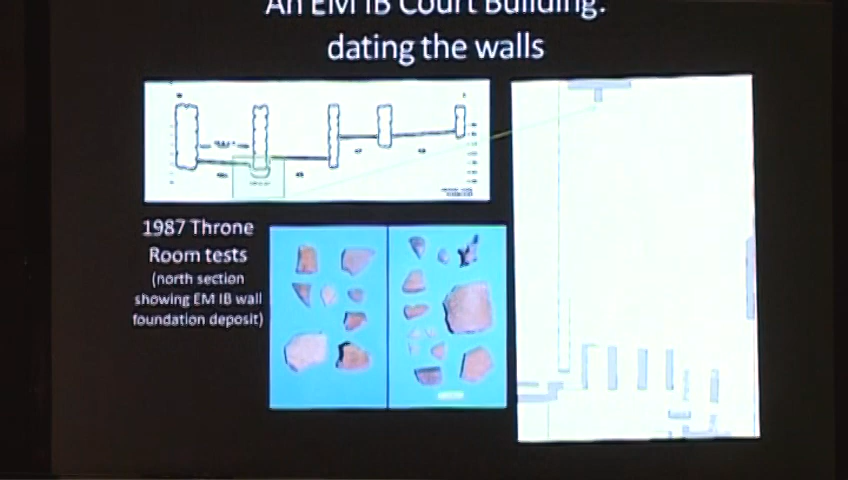 An EM IB Court Building:
dating the walls
1987 Throne
Room tests
(north section
showing EM IB wall
foundation deposit)